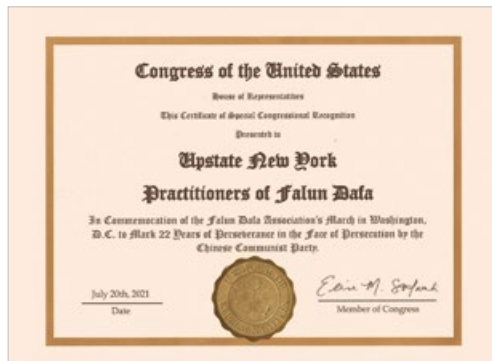 Congress of the United States
House of Representatives
This Certificate of Special Congressional Recognition
Presented to
Upstate New York
Practitioners of Falun Dafa
In Commemoration of the Falun Dafa Association's March in Washington,
D.C. to Mark 22 Years of Perseverance in the Face of Persecution by the
Chinese Communist Party.
July 20th, 2021
Date
Member of Congress